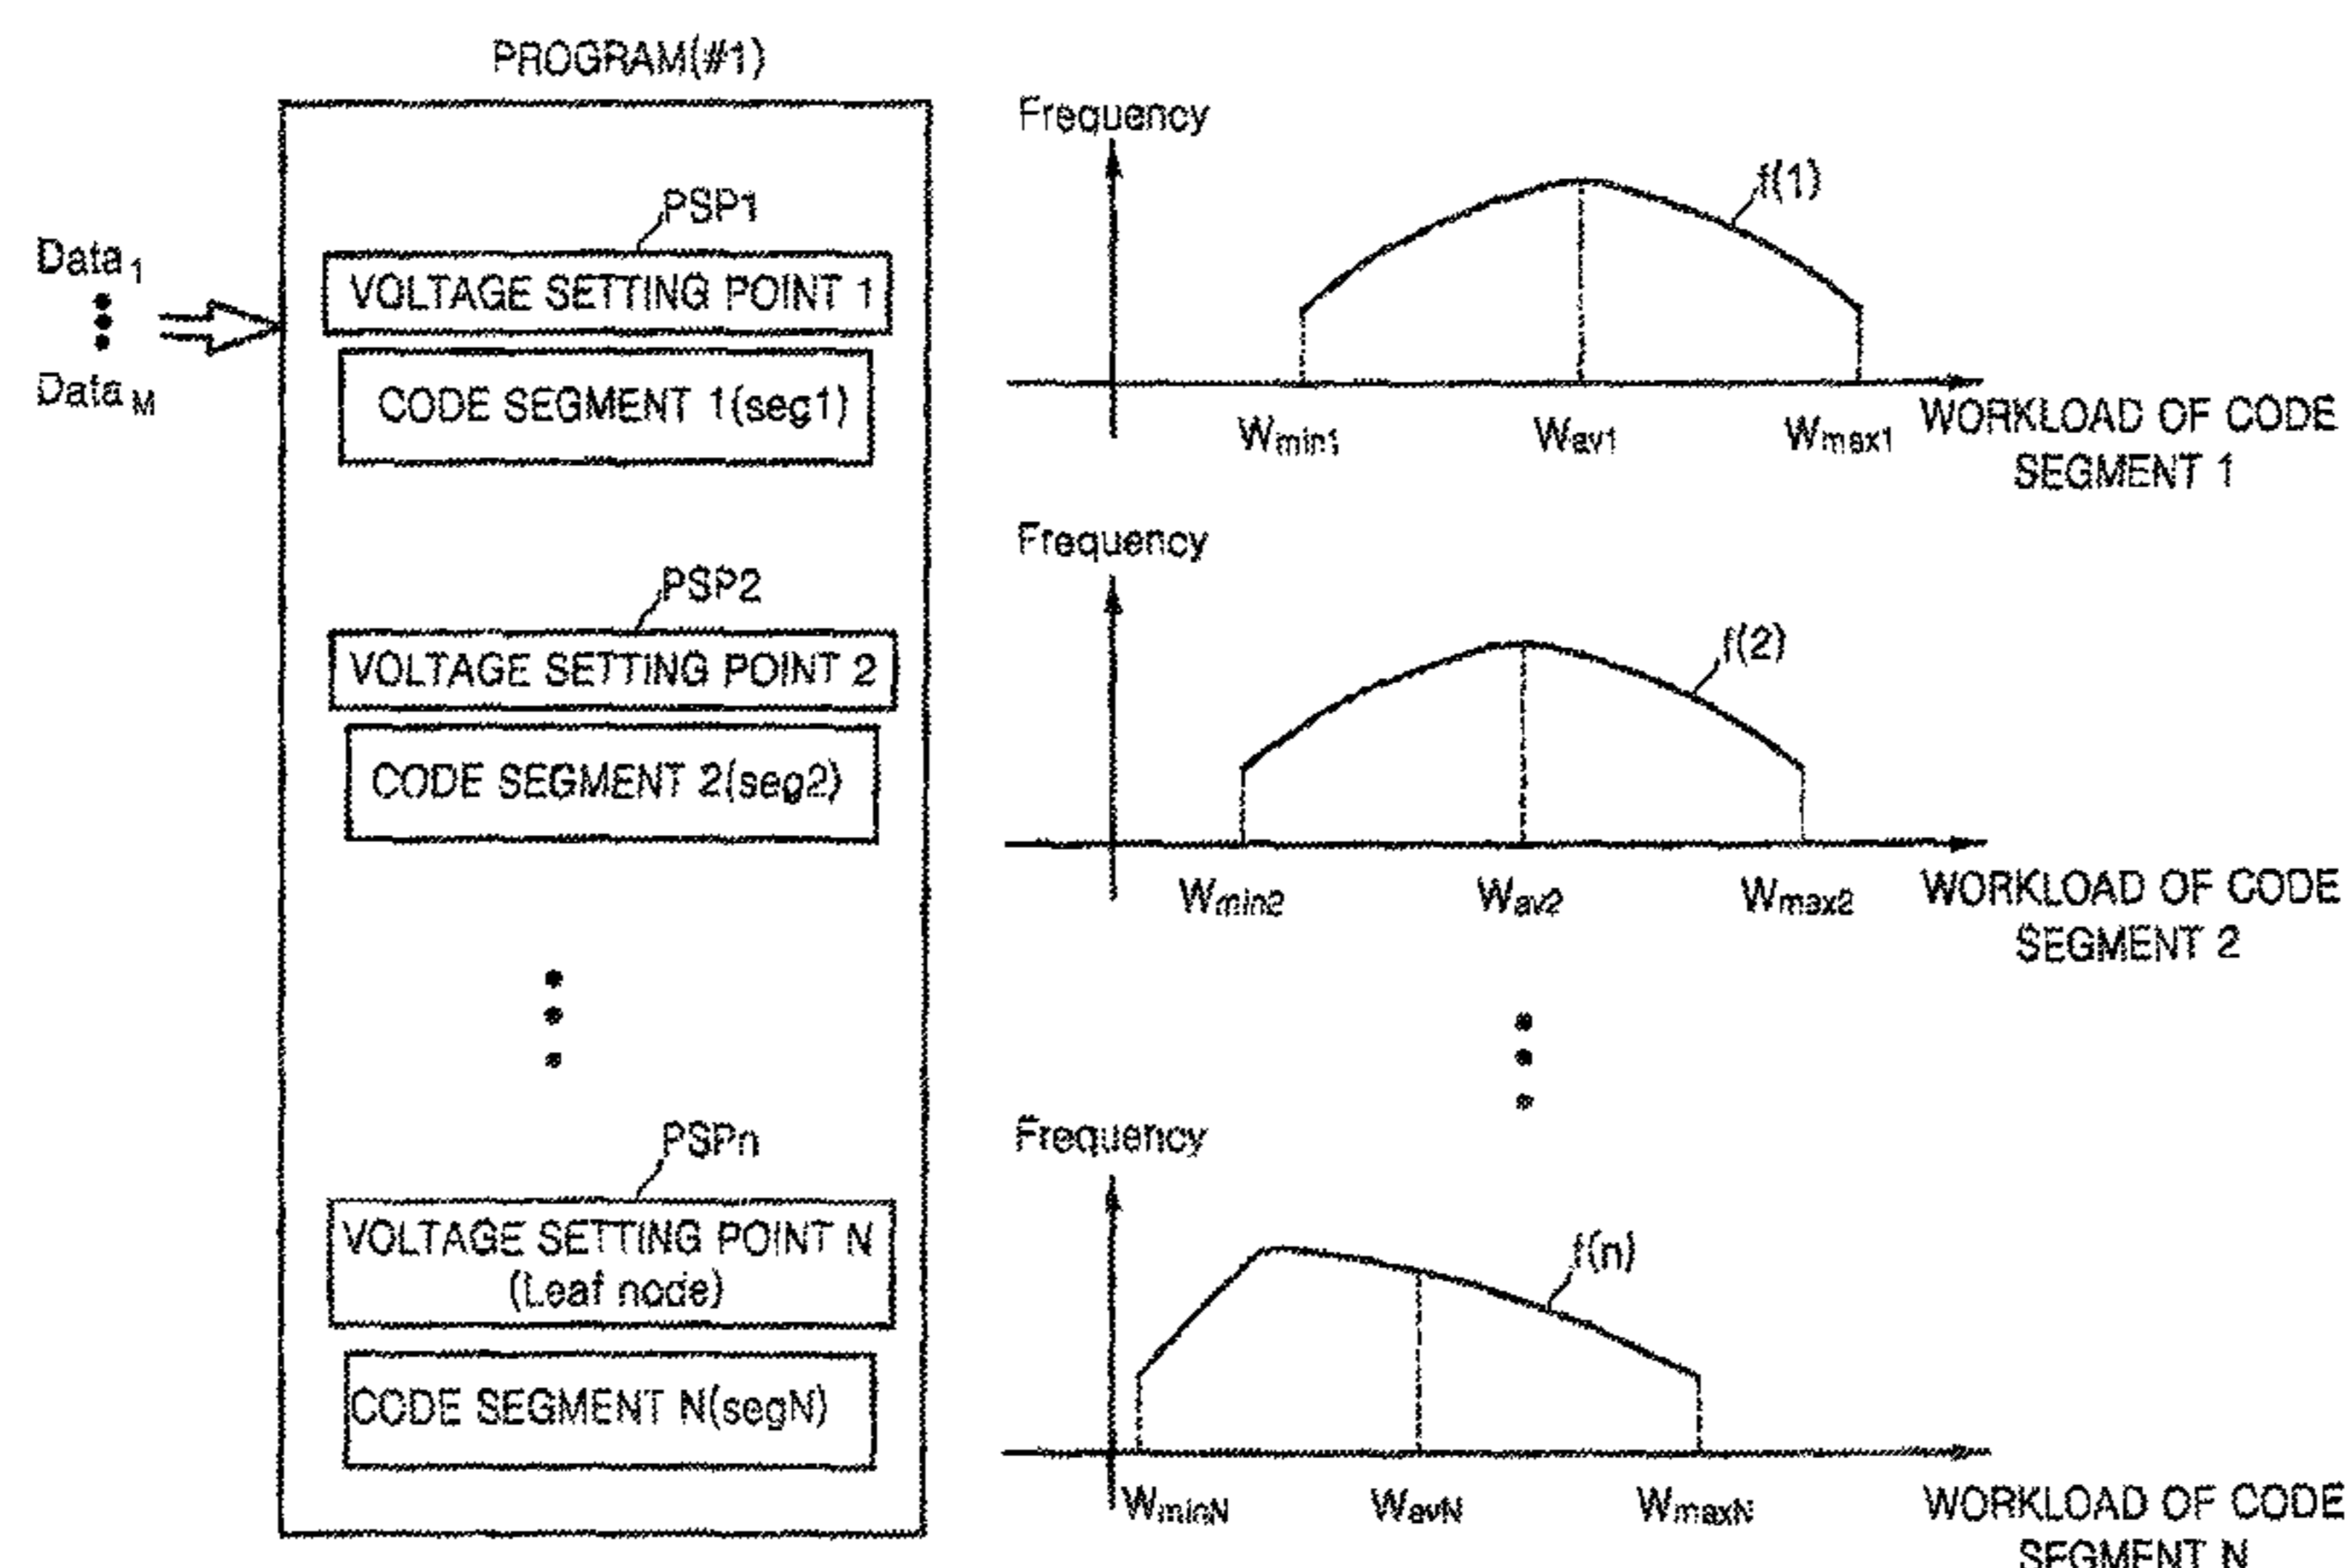 PROGRAM(#1)
Data1
DataM
PSP1
VOLTAGE SETTING POINT 1
CODE SEGMENT 1(seg1)
PSP2
VOLTAGE SETTING POINT 2
CODE SEGMENT 2(seg2)
PSPn
VOLTAGE SETTING POINT N
(Leaf node)
CODE SEGMENT N(segN)
Frequency
f(1)
Wmin1
Wav1
Wmax1
WORKLOAD OF CODE
SEGMENT 1
Frequency
f(2)
Wmin2
Wav2
Wmax2
WORKLOAD OF CODE
SEGMENT 2
Frequency
f(n)
WminN
WavN
WmaxN
WORKLOAD OF CODE
SEGMENT N